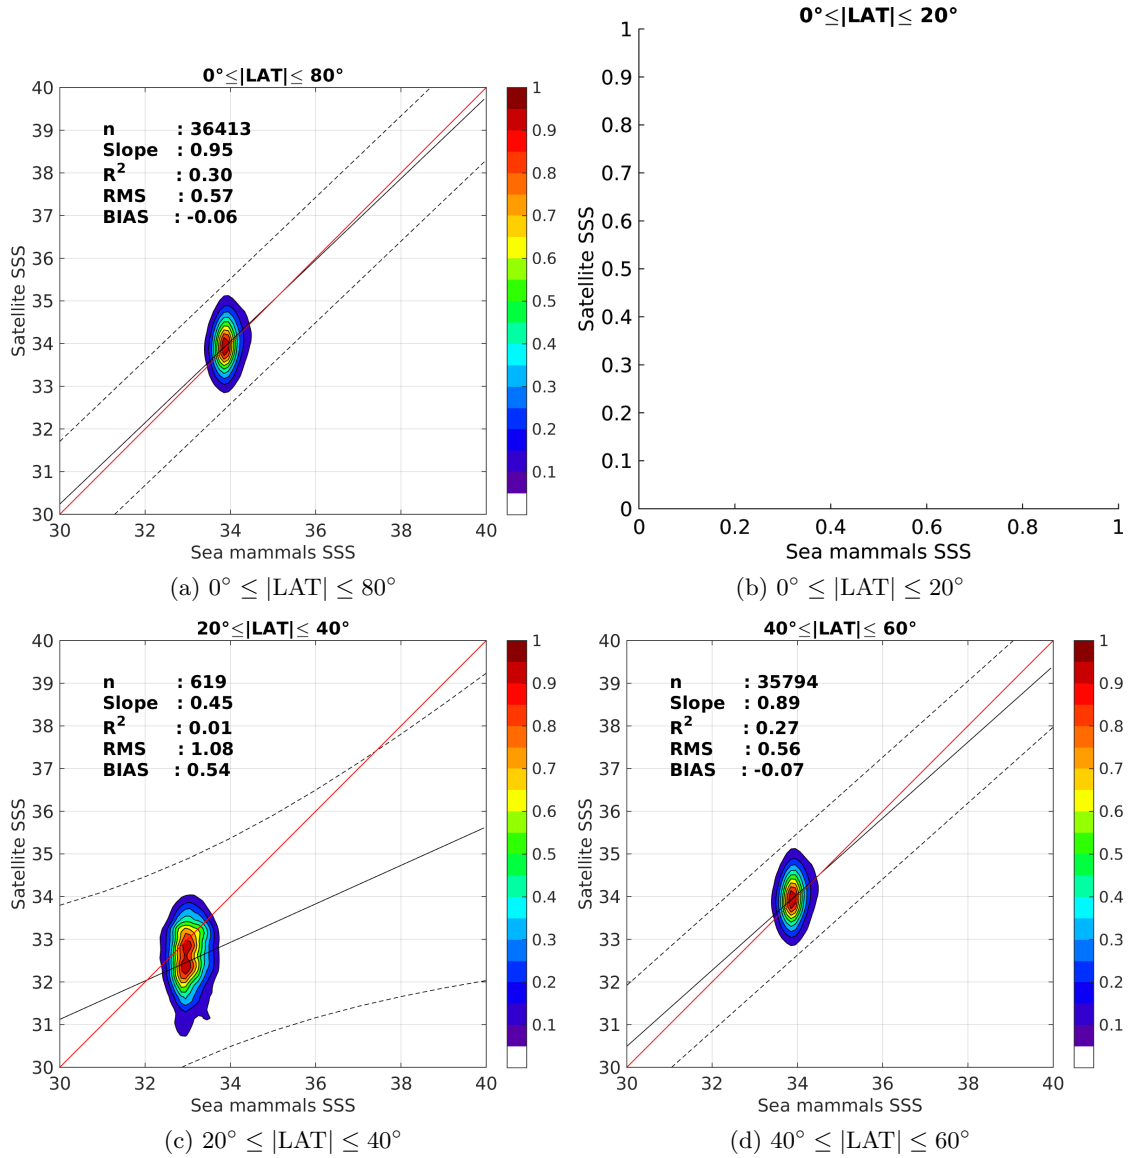 0°≤|LAT|≤ 80°
n : 36413
Slope : 0.95
R² : 0.30
RMS : 0.57
BIAS : -0.06
40
39
38
37
36
35
34
33
32
31
30
30 32 34 36 38 40
Satellite SSS
Sea mammals SSS
1
0.9
0.8
0.7
0.6
0.5
0.4
0.3
0.2
0.1
(a) 0° ≤ |LAT| ≤ 80°
0°≤|LAT|≤ 20°
1
0.9
0.8
0.7
0.6
0.5
0.4
0.3
0.2
0.1
0
0 0.2 0.4 0.6 0.8 1
Satellite SSS
Sea mammals SSS
(b) 0° ≤ |LAT| ≤ 20°
20°≤|LAT|≤ 40°
n : 619
Slope : 0.45
R² : 0.01
RMS : 1.08
BIAS : 0.54
40
39
38
37
36
35
34
33
32
31
30
30 32 34 36 38 40
Satellite SSS
Sea mammals SSS
1
0.9
0.8
0.7
0.6
0.5
0.4
0.3
0.2
0.1
(c) 20° ≤ |LAT| ≤ 40°
40°≤|LAT|≤ 60°
n : 35794
Slope : 0.89
R² : 0.27
RMS : 0.56
BIAS : -0.07
40
39
38
37
36
35
34
33
32
31
30
30 32 34 36 38 40
Satellite SSS
Sea mammals SSS
1
0.9
0.8
0.7
0.6
0.5
0.4
0.3
0.2
0.1
(d) 40° ≤ |LAT| ≤ 60°